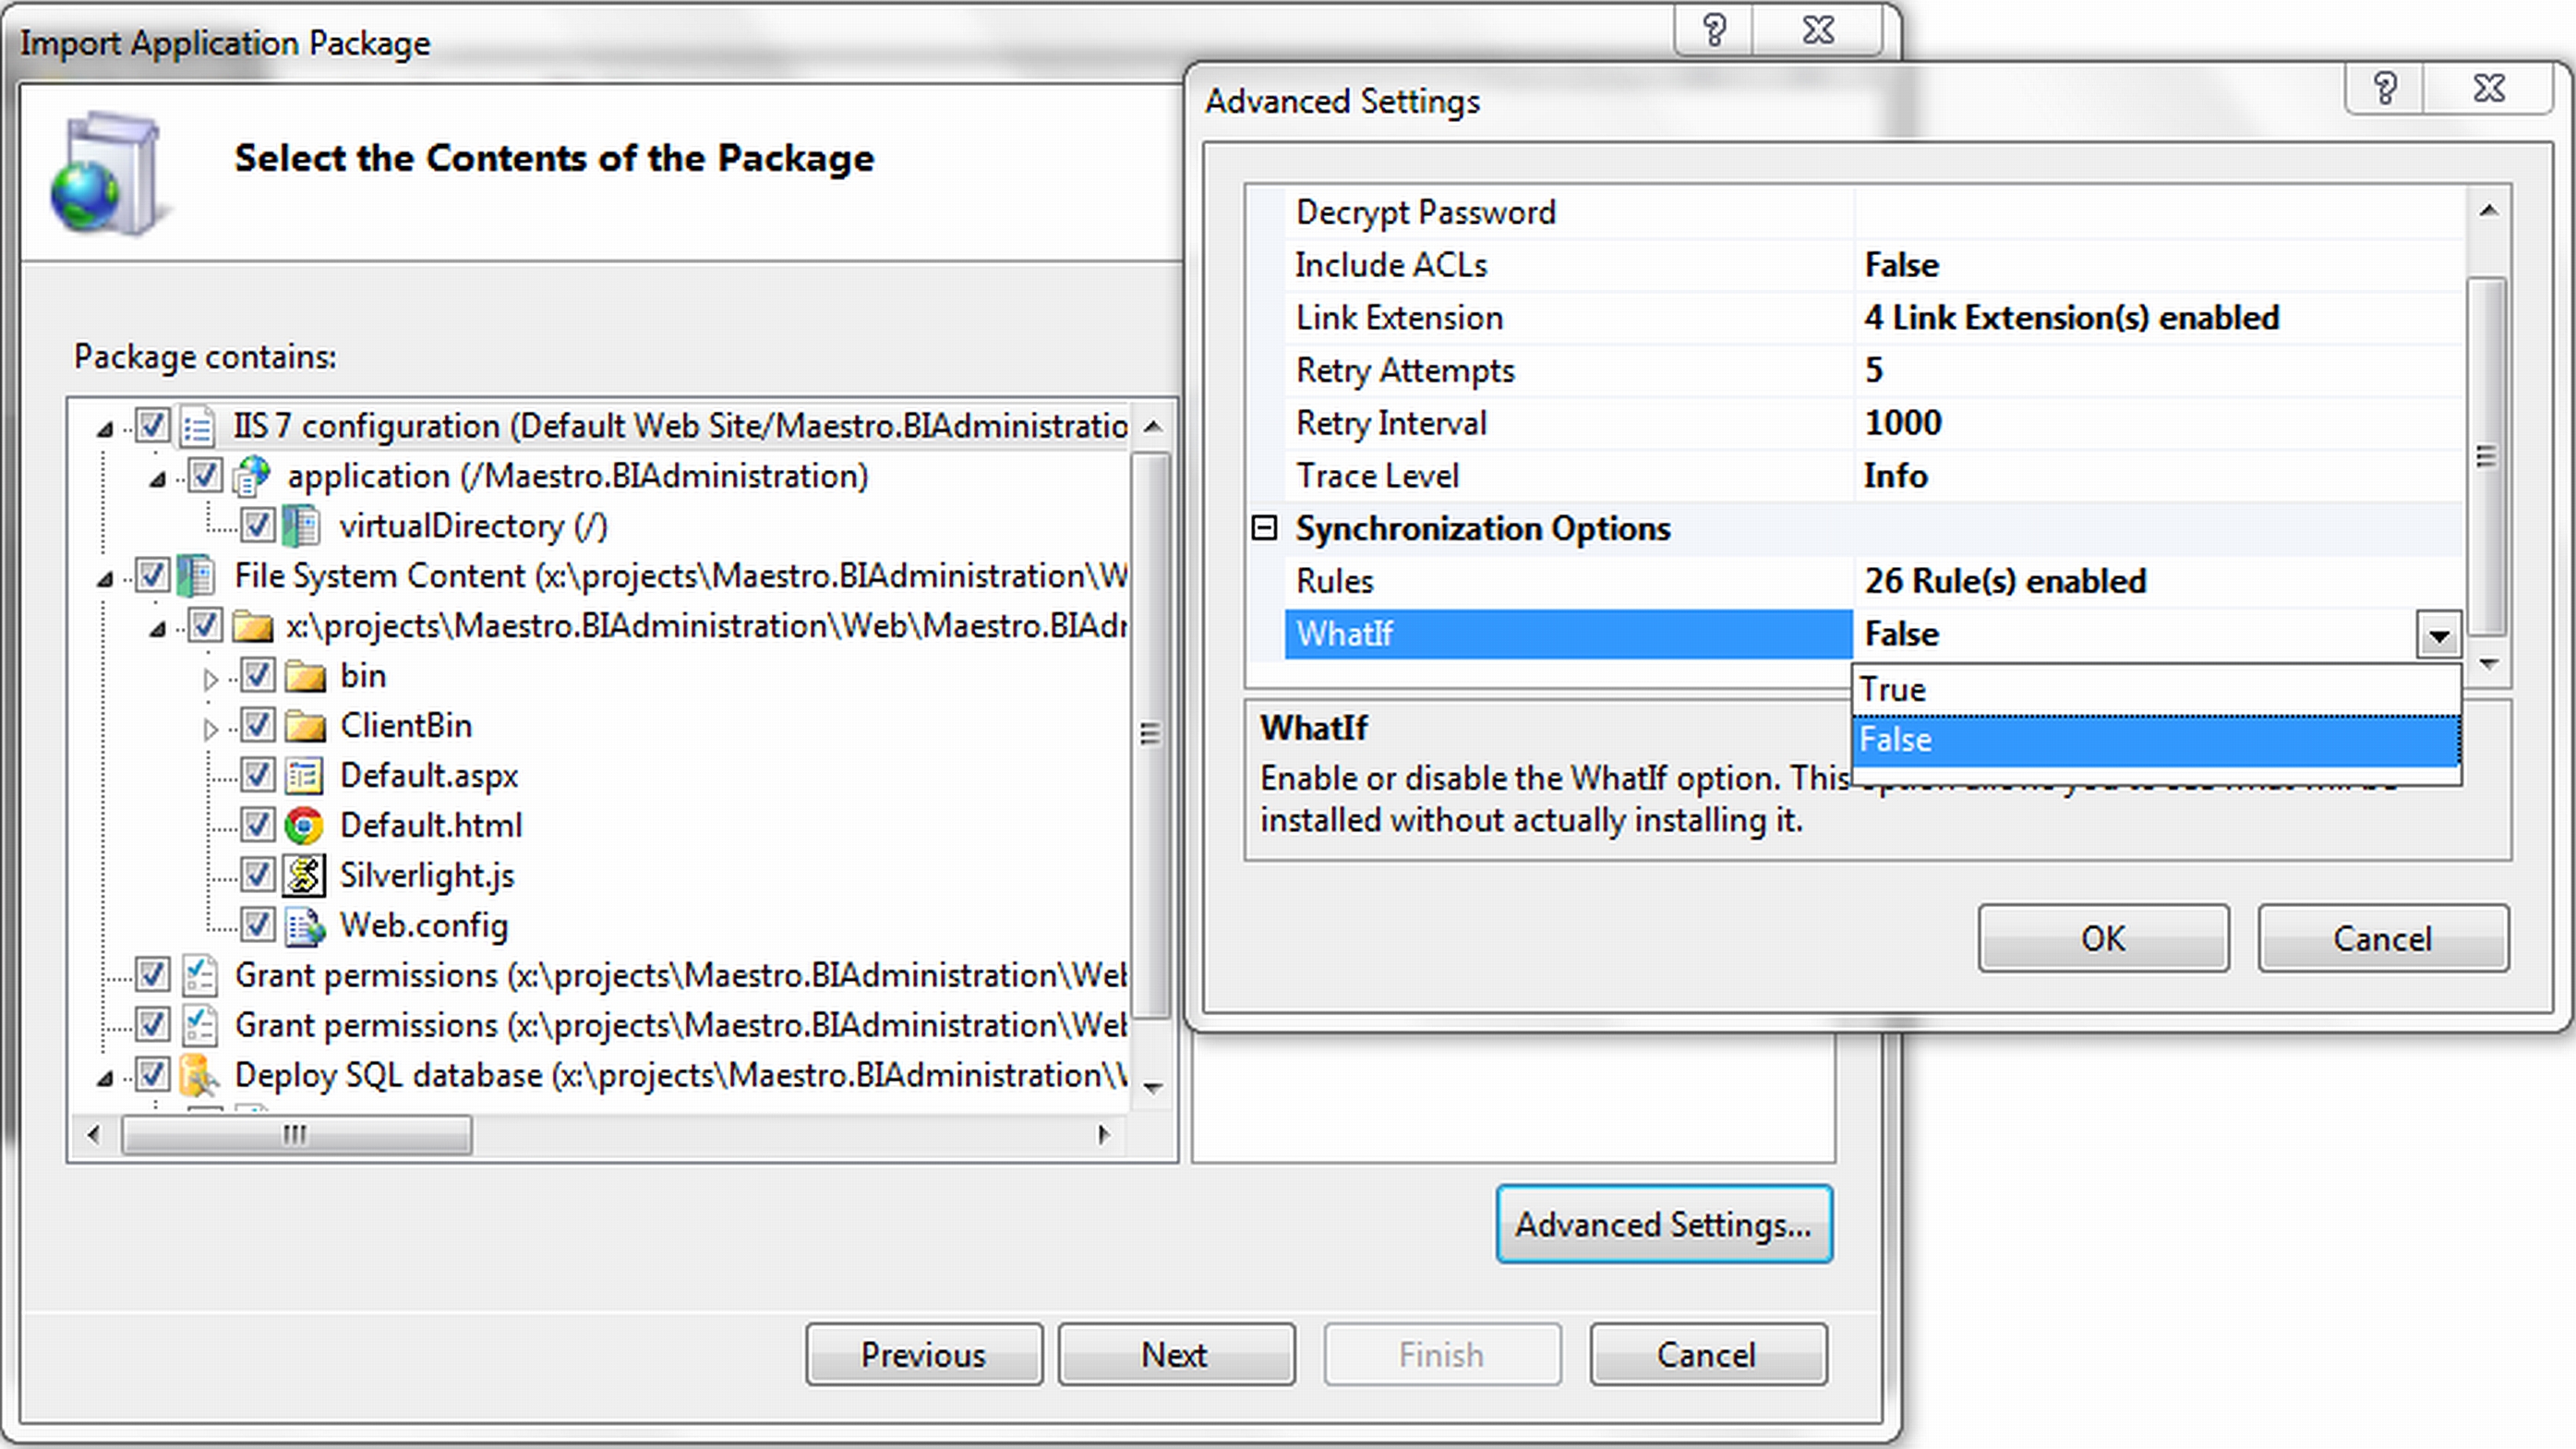 Import Application Package
Select the Contents of the Package
Package contains:
IIS 7 configuration (Default Web Site/Maestro.BIAdministratio
application (/Maestro.BIAdministration)
virtualDirectory (/)
File System Content (x:\projects\Maestro.BIAdministration\W
x:\projects\Maestro.BIAdministration\Web\Maestro.BIAdr
bin
ClientBin
Default.aspx
Default.html
Silverlight.js
Web.config
Grant permissions (x:\projects\Maestro.BIAdministration\Web
Grant permissions (x:\projects\Maestro.BIAdministration\Web
Deploy SQL database (x:\projects\Maestro.BIAdministration\
Advanced Settings...
Previous Next Finish Cancel
Advanced Settings
Decrypt Password
Include ACLs False
Link Extension 4 Link Extension(s) enabled
Retry Attempts 5
Retry Interval 1000
Trace Level Info
Synchronization Options
Rules 26 Rule(s) enabled
WhatIf False
True
False
WhatIf
Enable or disable the WhatIf option. This
installed without actually installing it.
OK Cancel